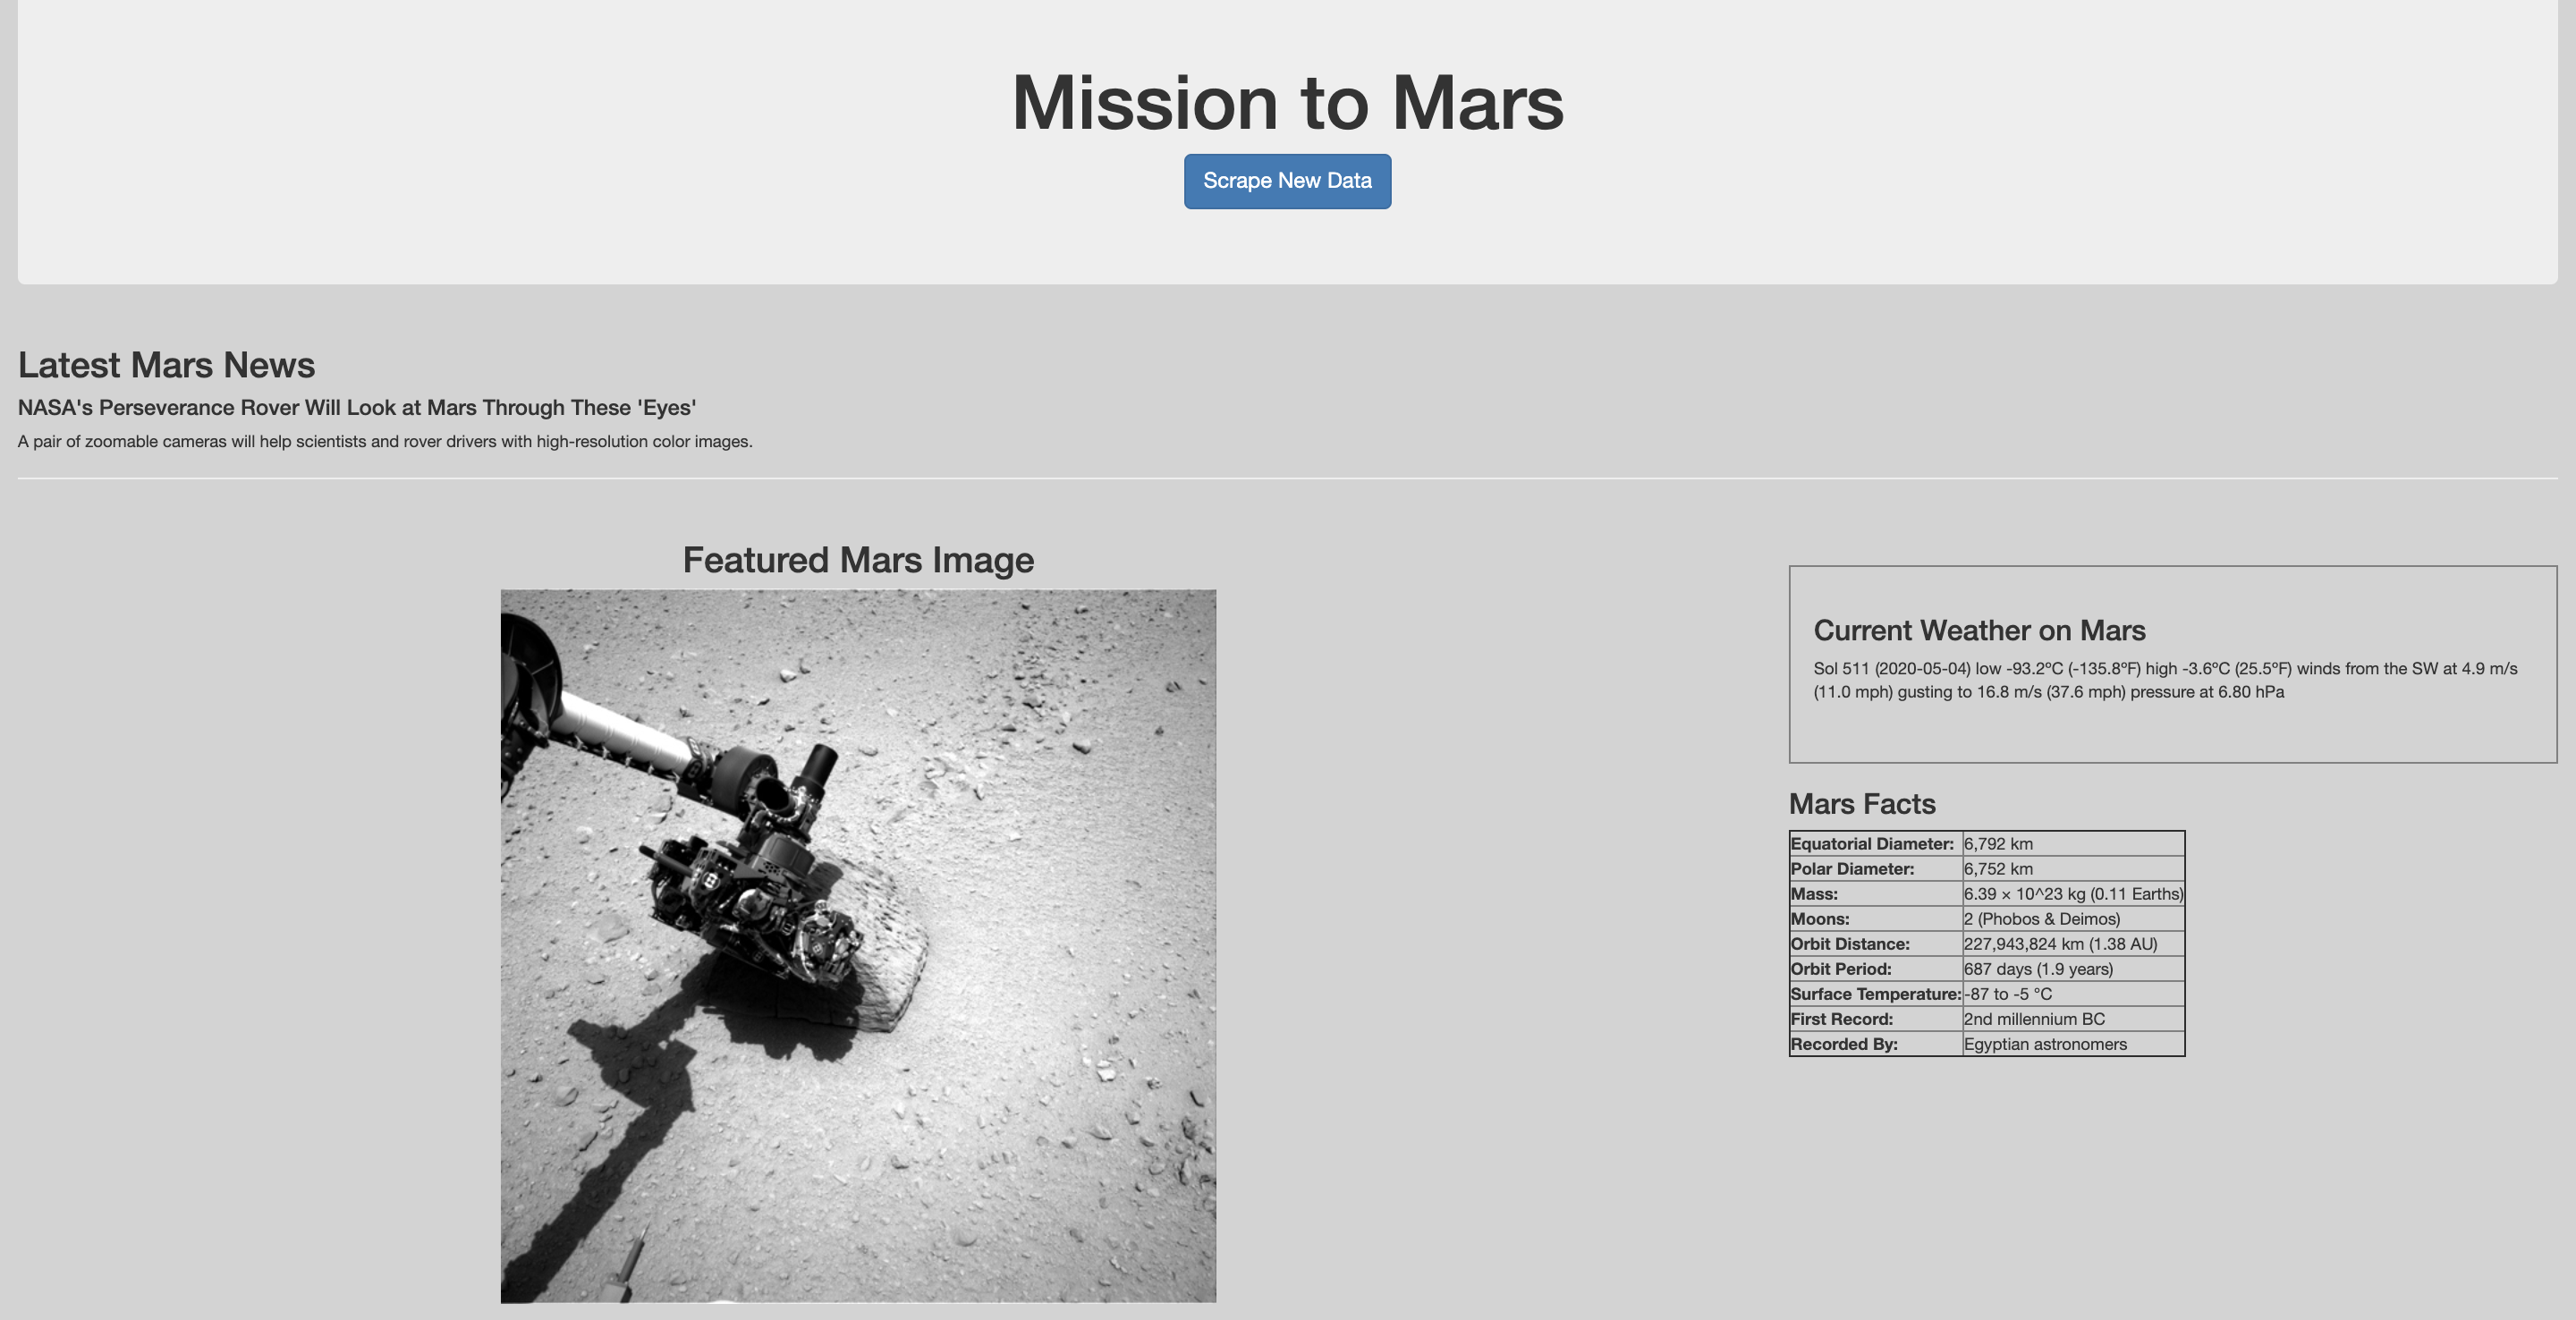 Mission to Mars
Scrape New Data
Latest Mars News
NASA's Perseverance Rover Will Look at Mars Through These 'Eyes'
A pair of zoomable cameras will help scientists and rover drivers with high-resolution color images.
Featured Mars Image
Current Weather on Mars
Sol 511 (2020-05-04) low -93.2ºC (-135.8ºF) high -3.6ºC (25.5ºF) winds from the SW at 4.9 m/s
(11.0 mph) gusting to 16.8 m/s (37.6 mph) pressure at 6.80 hPa
Mars Facts
Equatorial Diameter: 6,792 km
Polar Diameter: 6,752 km
Mass: 6.39 × 10^23 kg (0.11 Earths)
Moons: 2 (Phobos & Deimos)
Orbit Distance: 227,943,824 km (1.38 AU)
Orbit Period: 687 days (1.9 years)
Surface Temperature: -87 to -5 °C
First Record: 2nd millennium BC
Recorded By: Egyptian astronomers